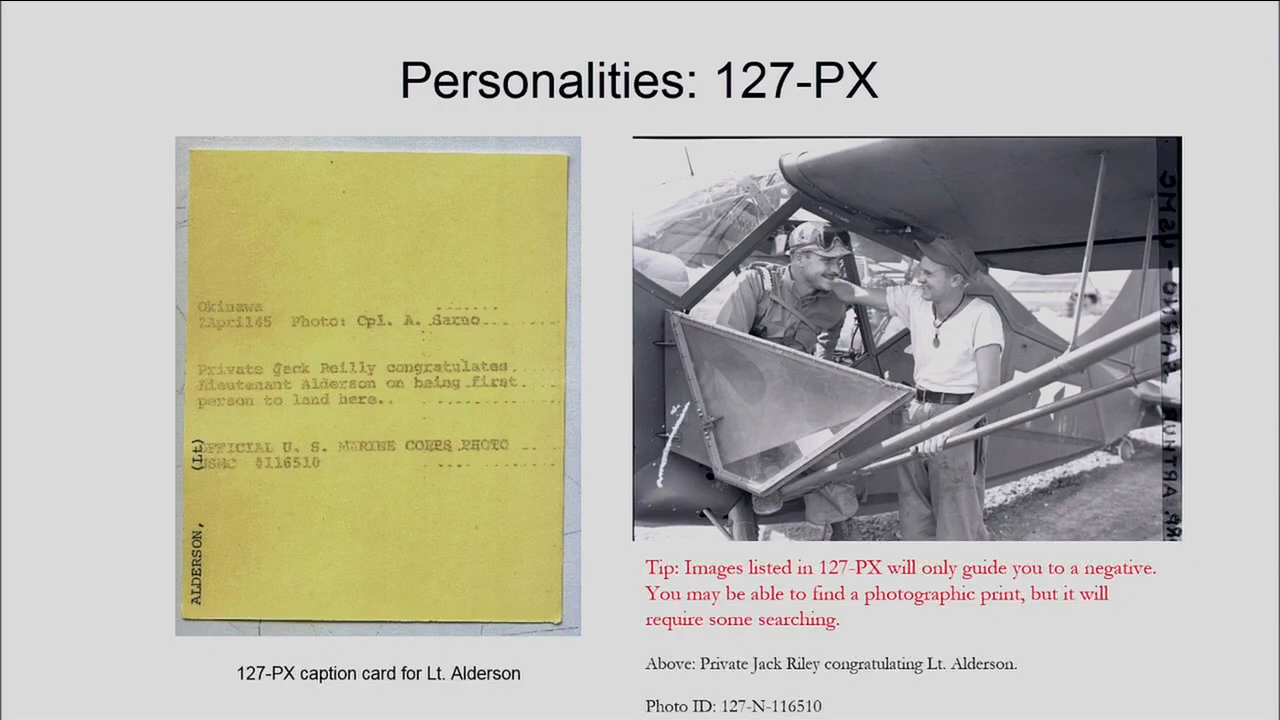 Personalities: 127-PX
Okinawa
2April45 Photo: Cpl. A. Sarno
Private Jack Reilly congratulates
Lieutenant Alderson on being first
person to land here..
OFFICIAL U. S. MARINE CORPS PHOTO
USMC #116510
ALDERSON, (Lt)
127-PX caption card for Lt. Alderson
Tip: Images listed in 127-PX will only guide you to a negative.
You may be able to find a photographic print, but it will
require some searching.
Above: Private Jack Riley congratulating Lt. Alderson.
Photo ID: 127-N-116510